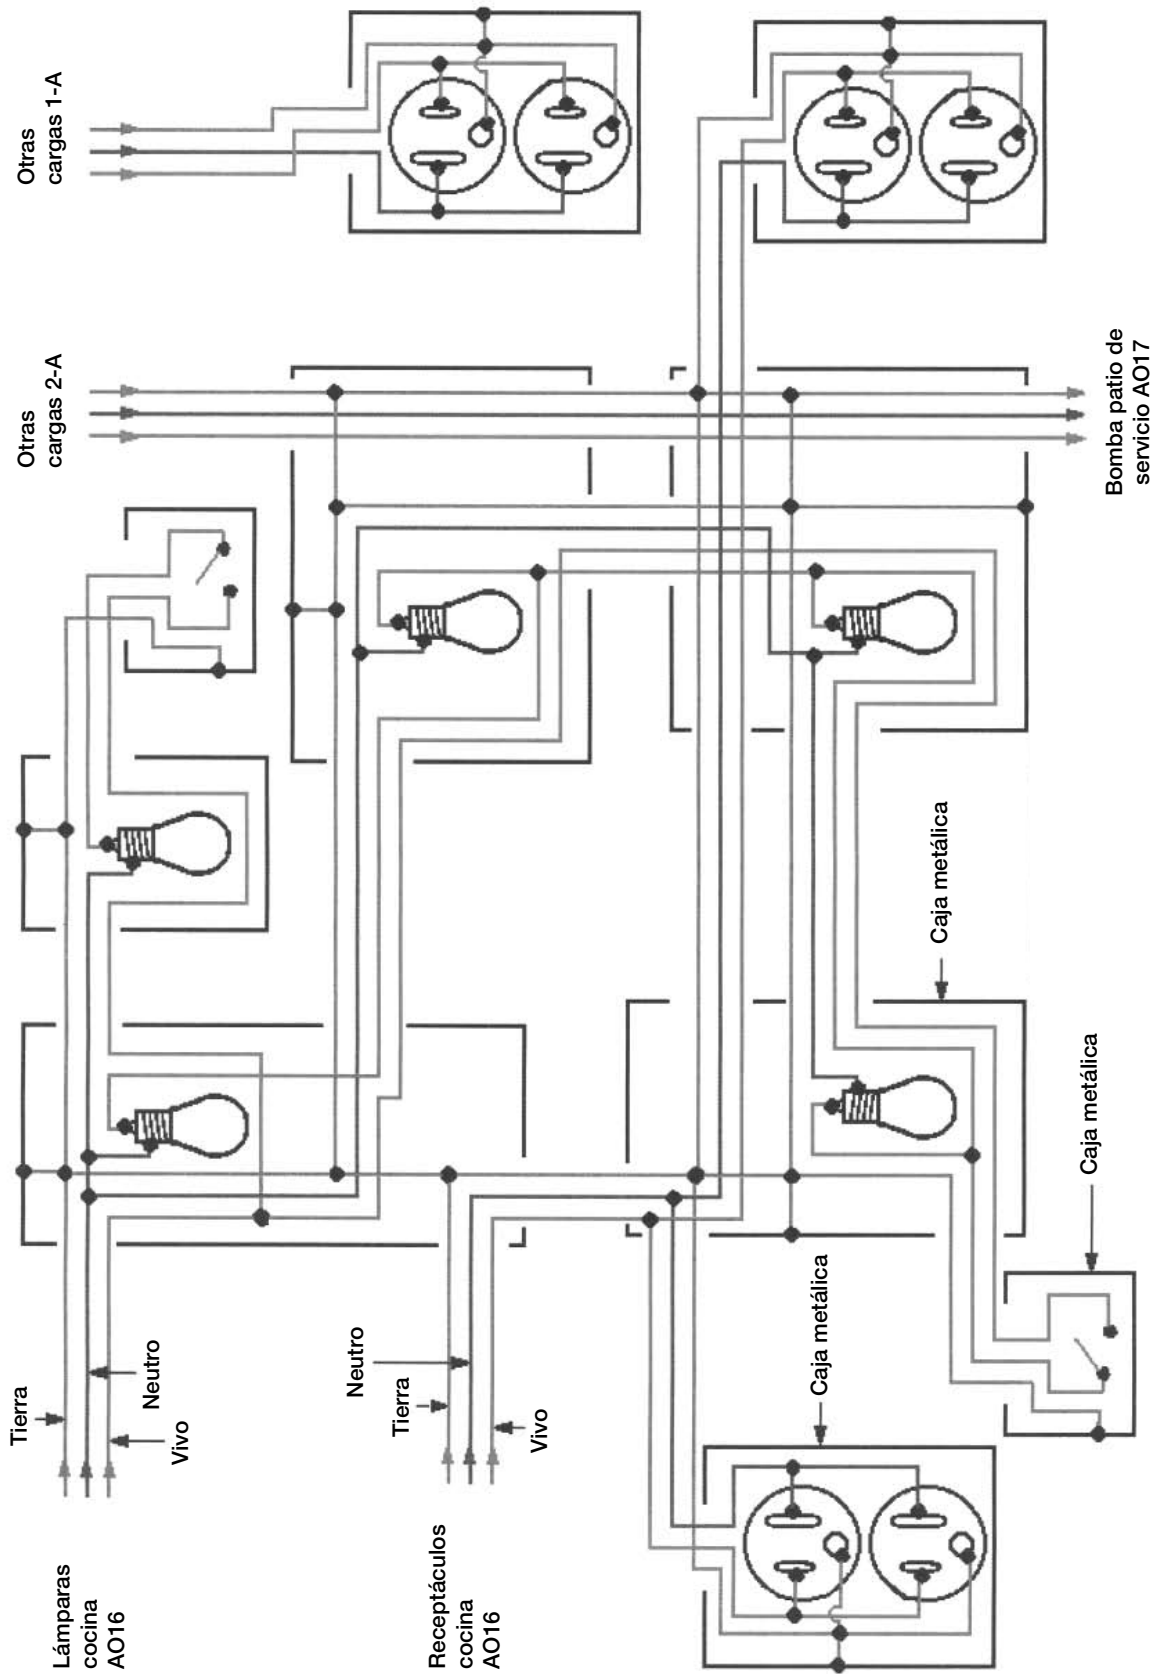 Otras
cargas 1-A
Otras
cargas 2-A
Bomba patio de
servicio AO17
Caja metálica
Caja metálica
Caja metálica
Tierra
Neutro
Vivo
Neutro
Tierra
Vivo
Lámparas
cocina
AO16
Receptáculos
cocina
AO16